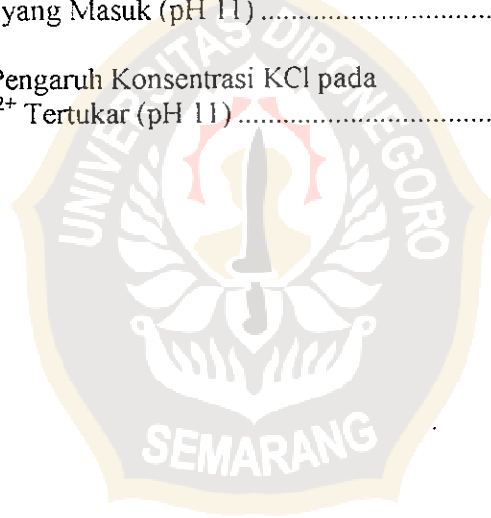 yang Masuk (pH 11) ................................
Pengaruh Konsentrasi KCl pada
2+ Tertukar (pH 11) ...................................
UNIVERSITAS DIPONEGORO
SEMARANG